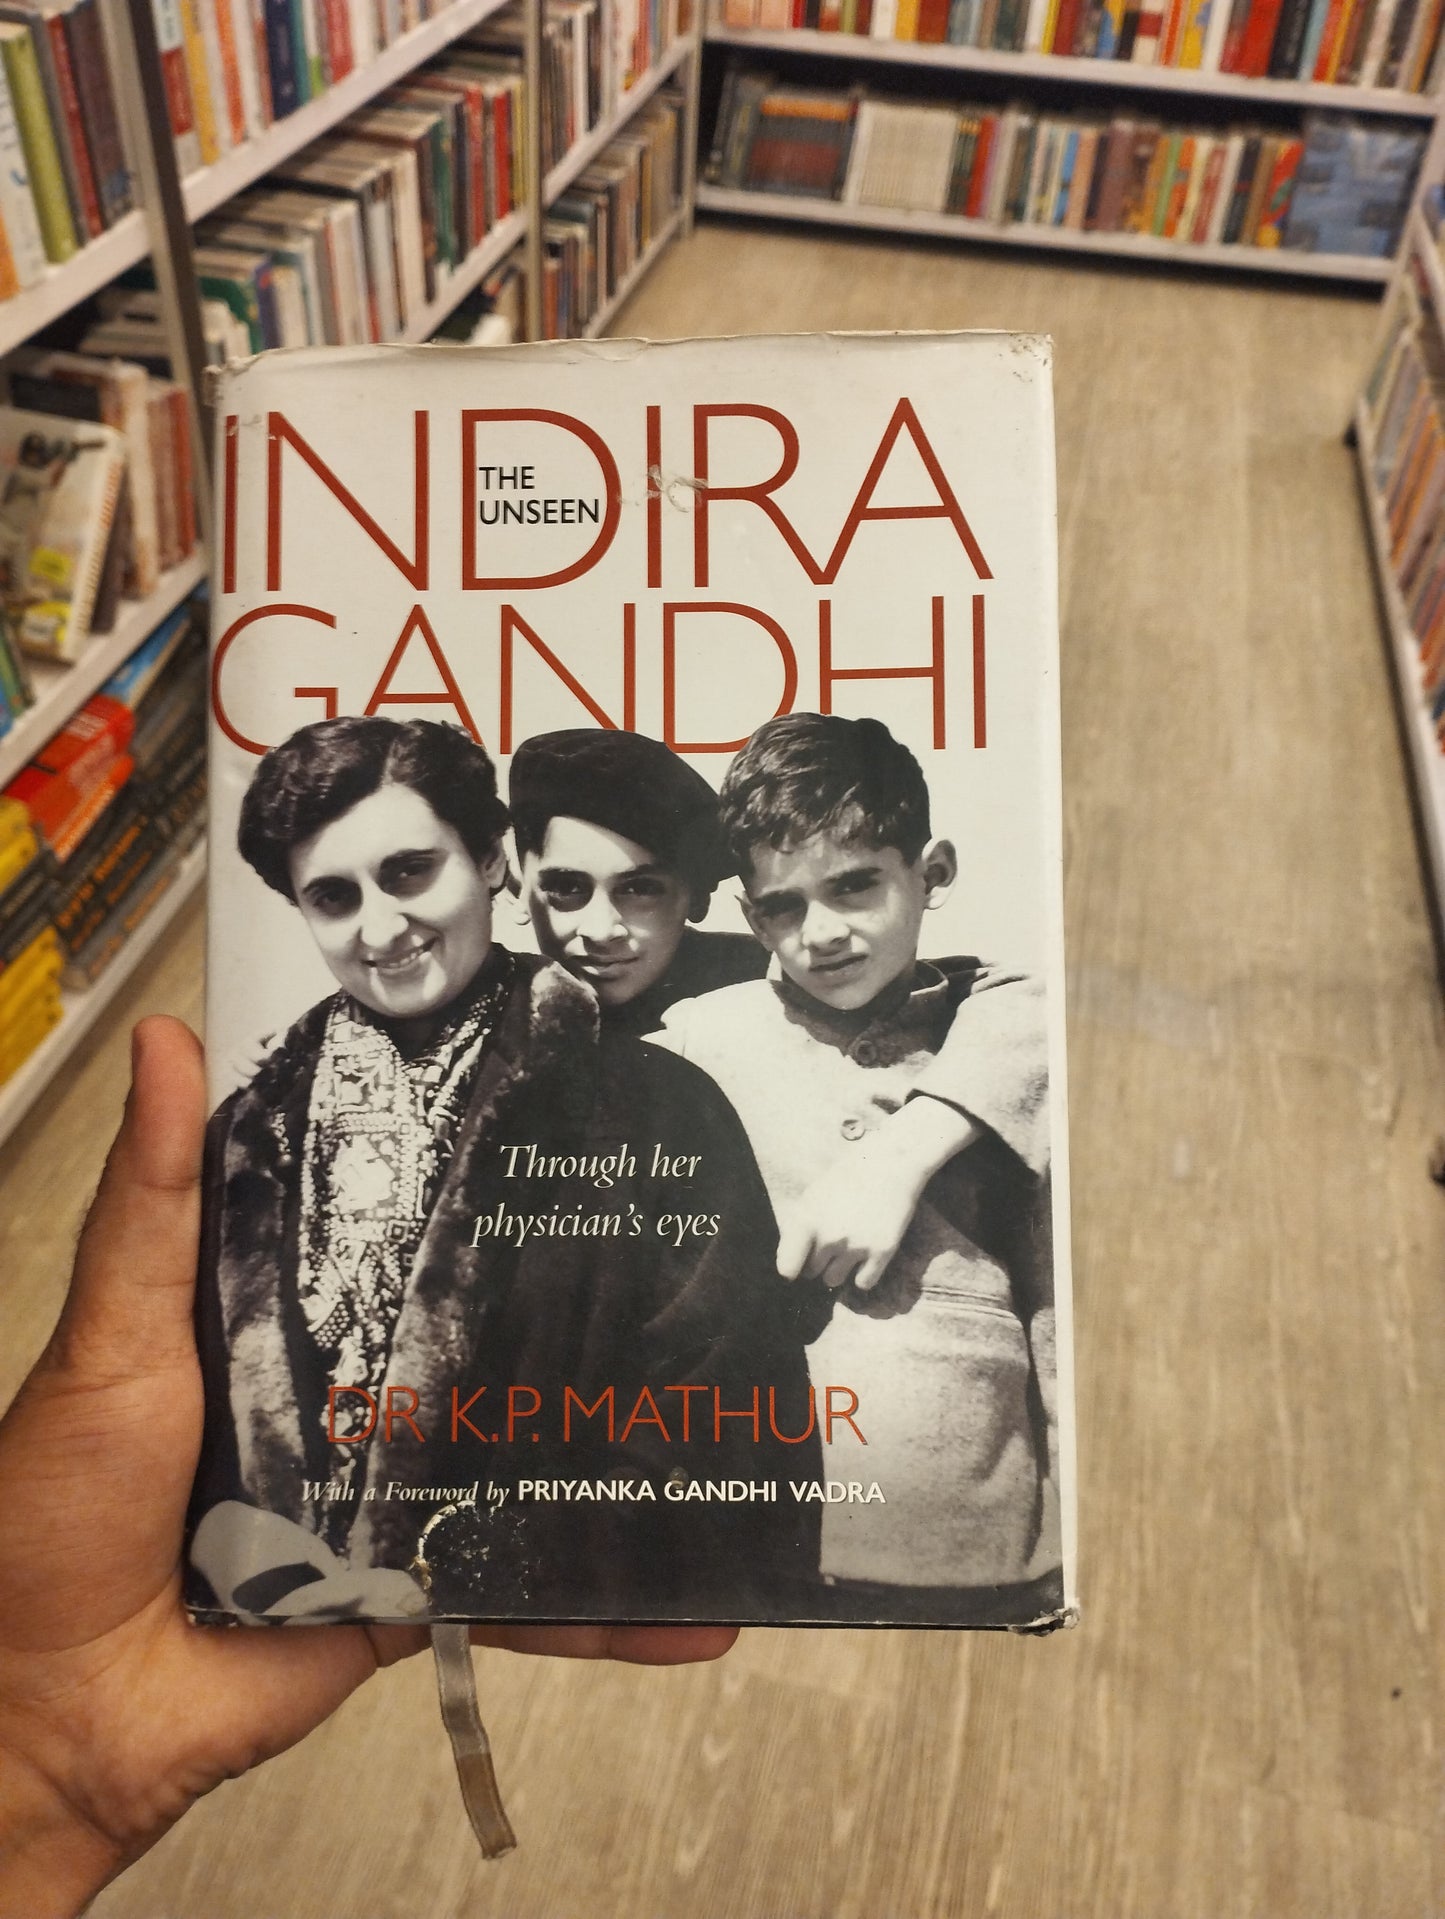 THE
UNSEEN
INDIRA
GANDHI
Through her
physician's eyes
DR K.P. MATHUR
With a Foreword by PRIYANKA GANDHI VADRA